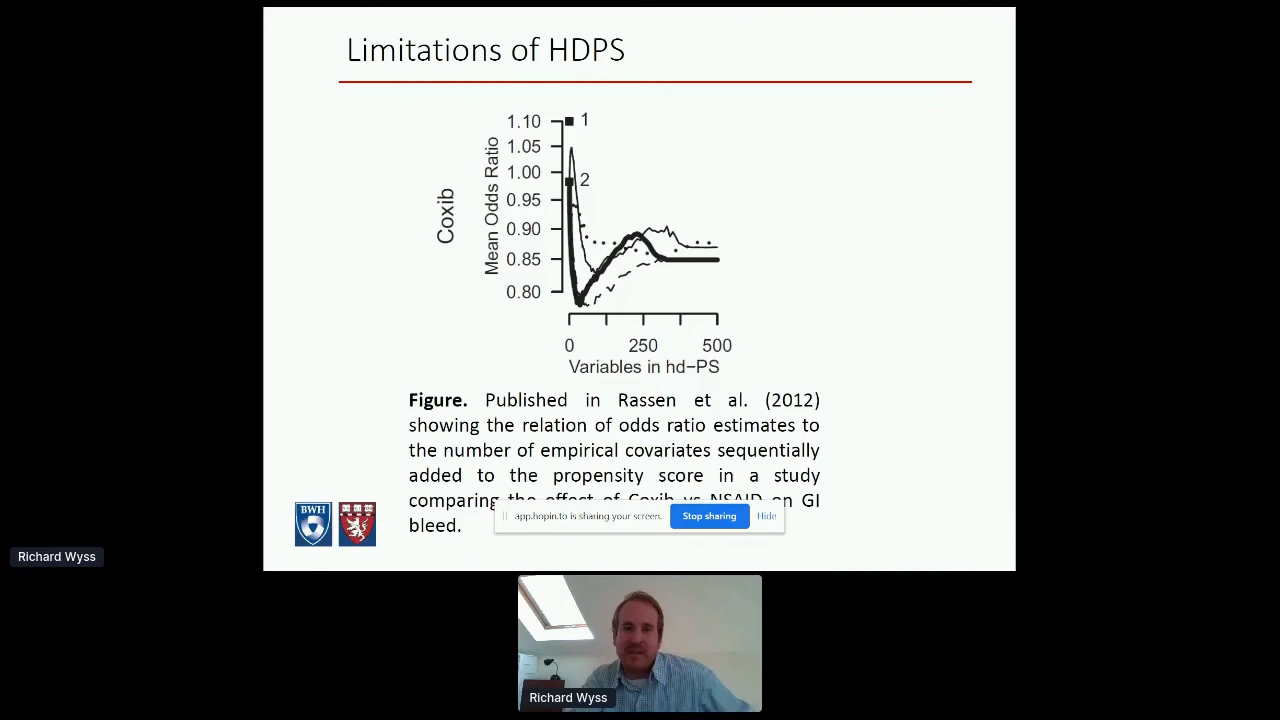 Limitations of HDPS
1.10
1.05
1.00
0.95
0.90
0.85
0.80
Mean Odds Ratio
Coxib
1
2
0
250
500
Variables in hd−PS
Figure. Published in Rassen et al. (2012)
showing the relation of odds ratio estimates to
the number of empirical covariates sequentially
added to the propensity score in a study
comparing the effect of Coxib vs NSAID on GI
bleed.
app.hopin.to is sharing your screen.
Stop sharing
Hide
BWH
Richard Wyss
Richard Wyss